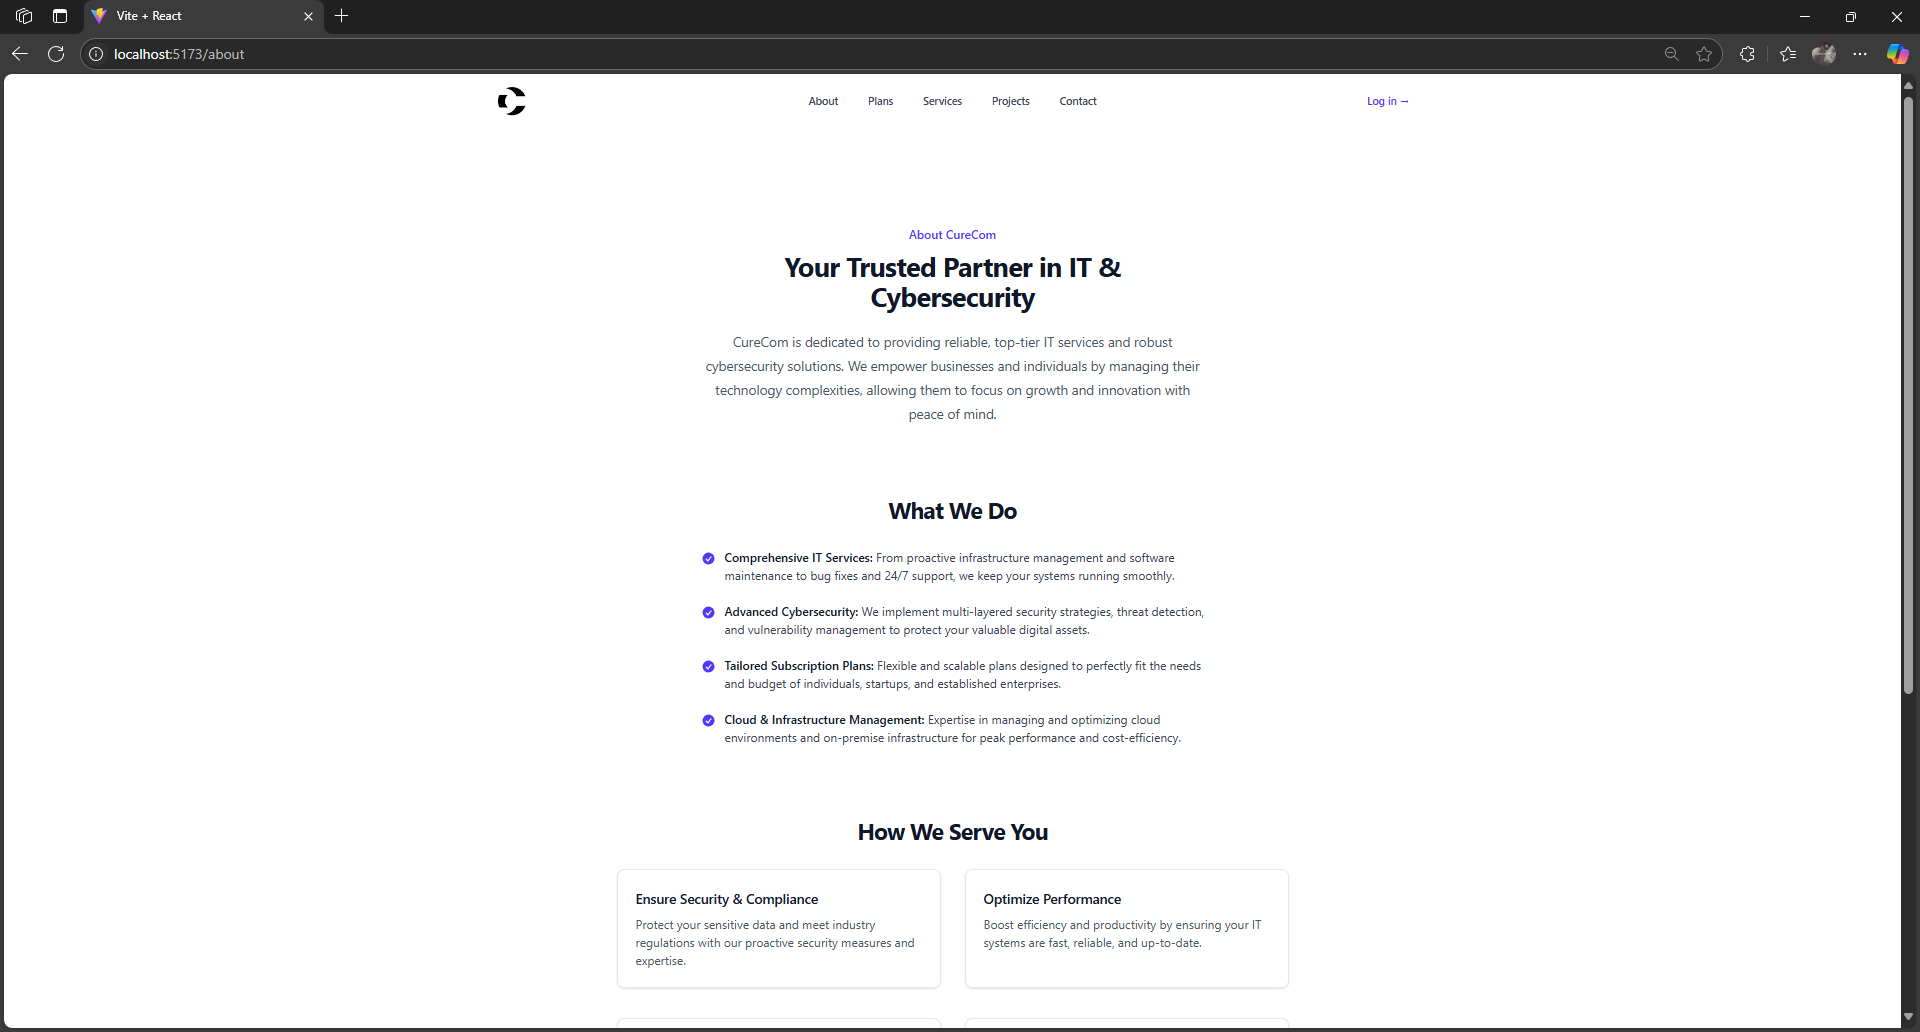 Vite + React
localhost:5173/about
About Plans Services Projects Contact Log in →
About CureCom
Your Trusted Partner in IT &
Cybersecurity
CureCom is dedicated to providing reliable, top-tier IT services and robust
cybersecurity solutions. We empower businesses and individuals by managing their
technology complexities, allowing them to focus on growth and innovation with
peace of mind.
What We Do
Comprehensive IT Services: From proactive infrastructure management and software
maintenance to bug fixes and 24/7 support, we keep your systems running smoothly.
Advanced Cybersecurity: We implement multi-layered security strategies, threat detection,
and vulnerability management to protect your valuable digital assets.
Tailored Subscription Plans: Flexible and scalable plans designed to perfectly fit the needs
and budget of individuals, startups, and established enterprises.
Cloud & Infrastructure Management: Expertise in managing and optimizing cloud
environments and on-premise infrastructure for peak performance and cost-efficiency.
How We Serve You
Ensure Security & Compliance
Protect your sensitive data and meet industry
regulations with our proactive security measures and
expertise.
Optimize Performance
Boost efficiency and productivity by ensuring your IT
systems are fast, reliable, and up-to-date.